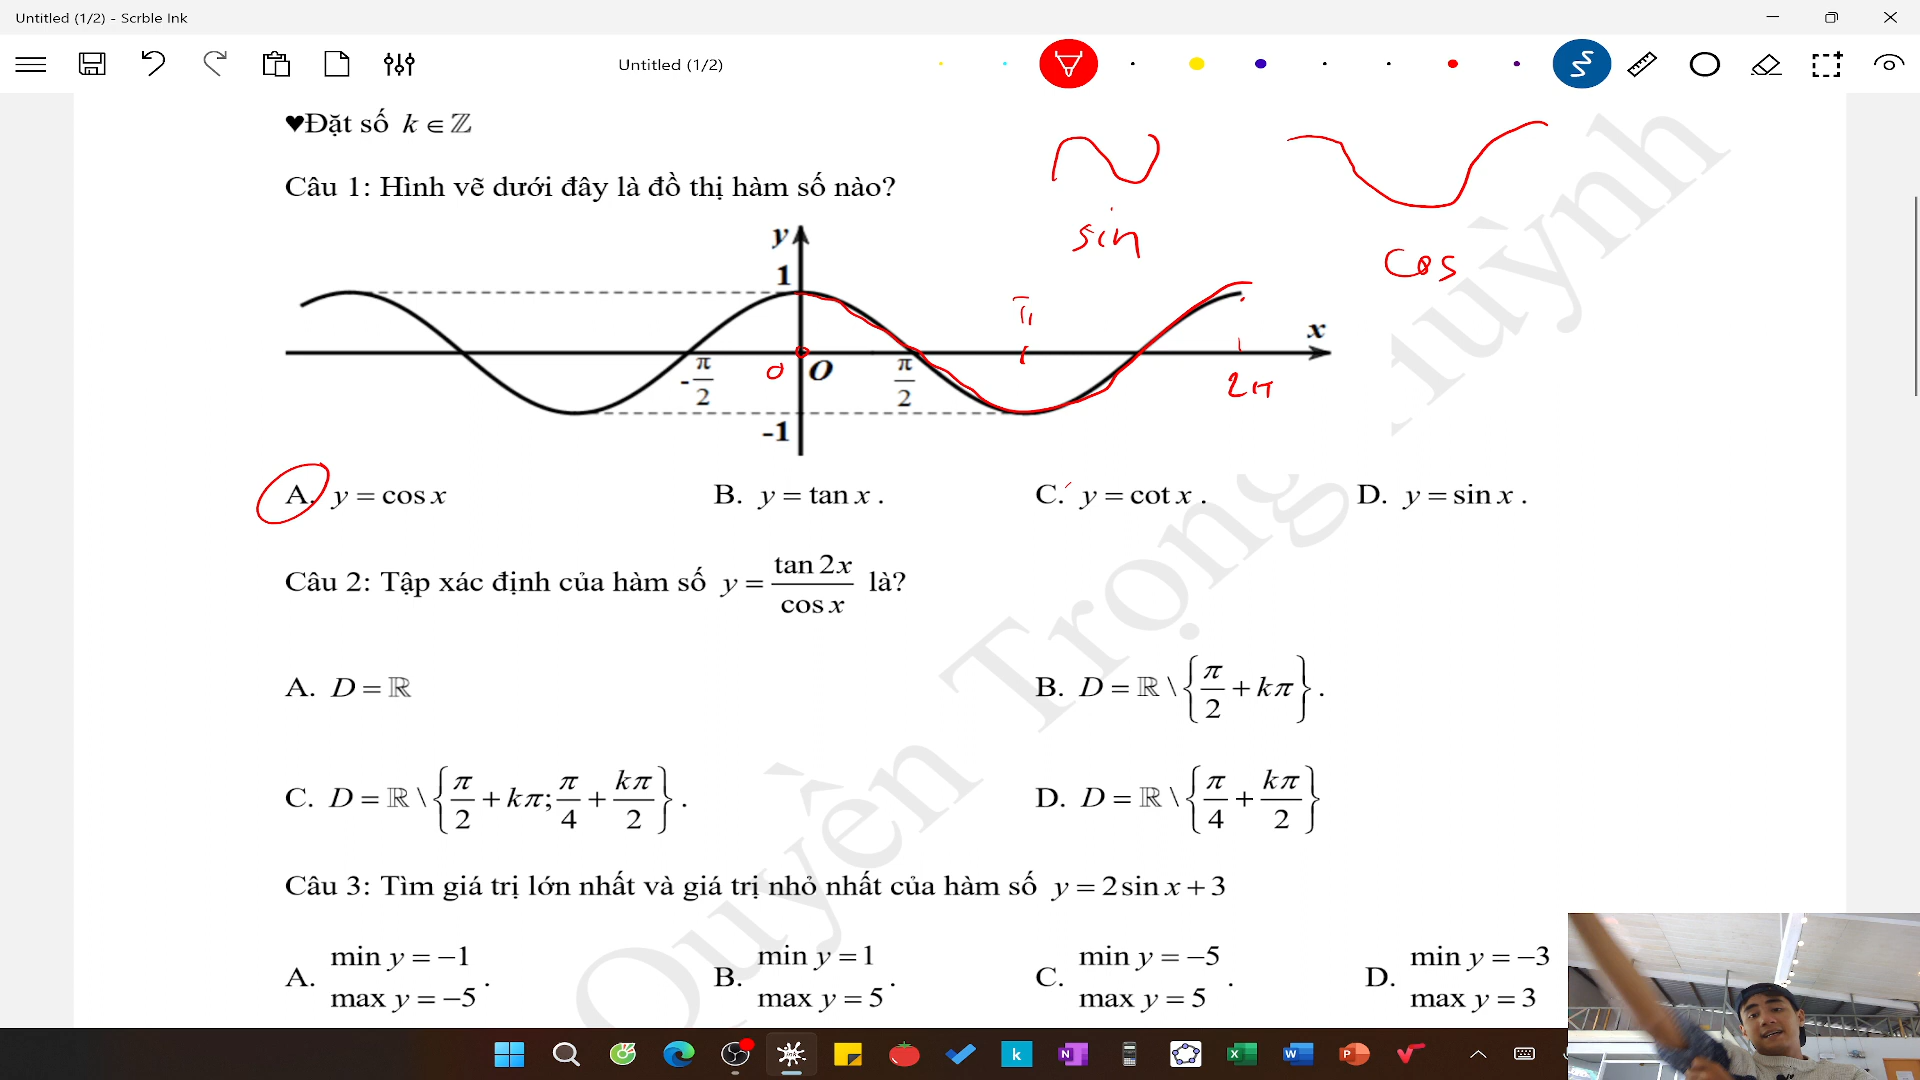 Untitled (1/2) - Scrble Ink
Untitled (1/2)
♥Đặt số k ∈ ℤ
Câu 1: Hình vẽ dưới đây là đồ thị hàm số nào?
sin
cos
y
1
π
x
-π/2
0
O
π/2
2π
-1
A. y = cos x
B. y = tan x .
C. y = cot x .
D. y = sin x .
Câu 2: Tập xác định của hàm số y = tan 2x / cos x là?
A. D = ℝ
B. D = ℝ \ {π/2 + kπ} .
C. D = ℝ \ {π/2 + kπ; π/4 + kπ/2} .
D. D = ℝ \ {π/4 + kπ/2}
Câu 3: Tìm giá trị lớn nhất và giá trị nhỏ nhất của hàm số y = 2sin x + 3
A. min y = −1
max y = −5 .
B. min y = 1
max y = 5 .
C. min y = −5
max y = 5 .
D. min y = −3
max y = 3
Quyền Trọng Huỳnh